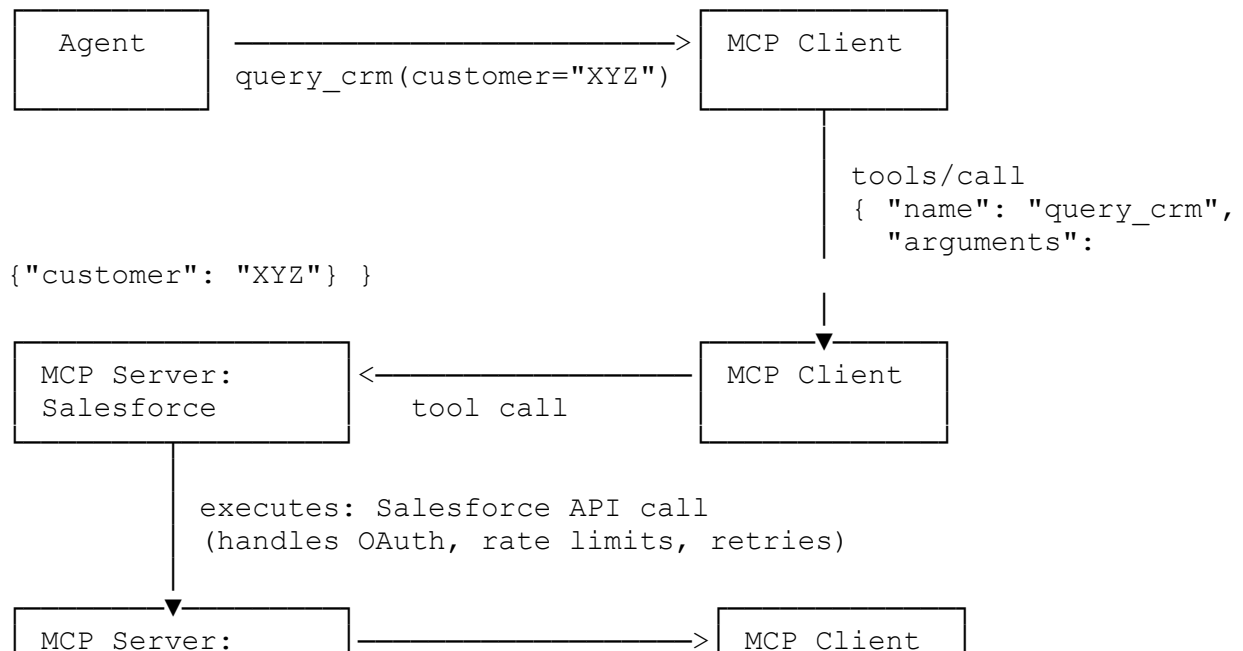 Agent
MCP Client
query_crm(customer="XYZ")
tools/call
{ "name": "query_crm",
"arguments":
{"customer": "XYZ"} }
MCP Server:
Salesforce
MCP Client
tool call
executes: Salesforce API call
(handles OAuth, rate limits, retries)
MCP Server:
MCP Client